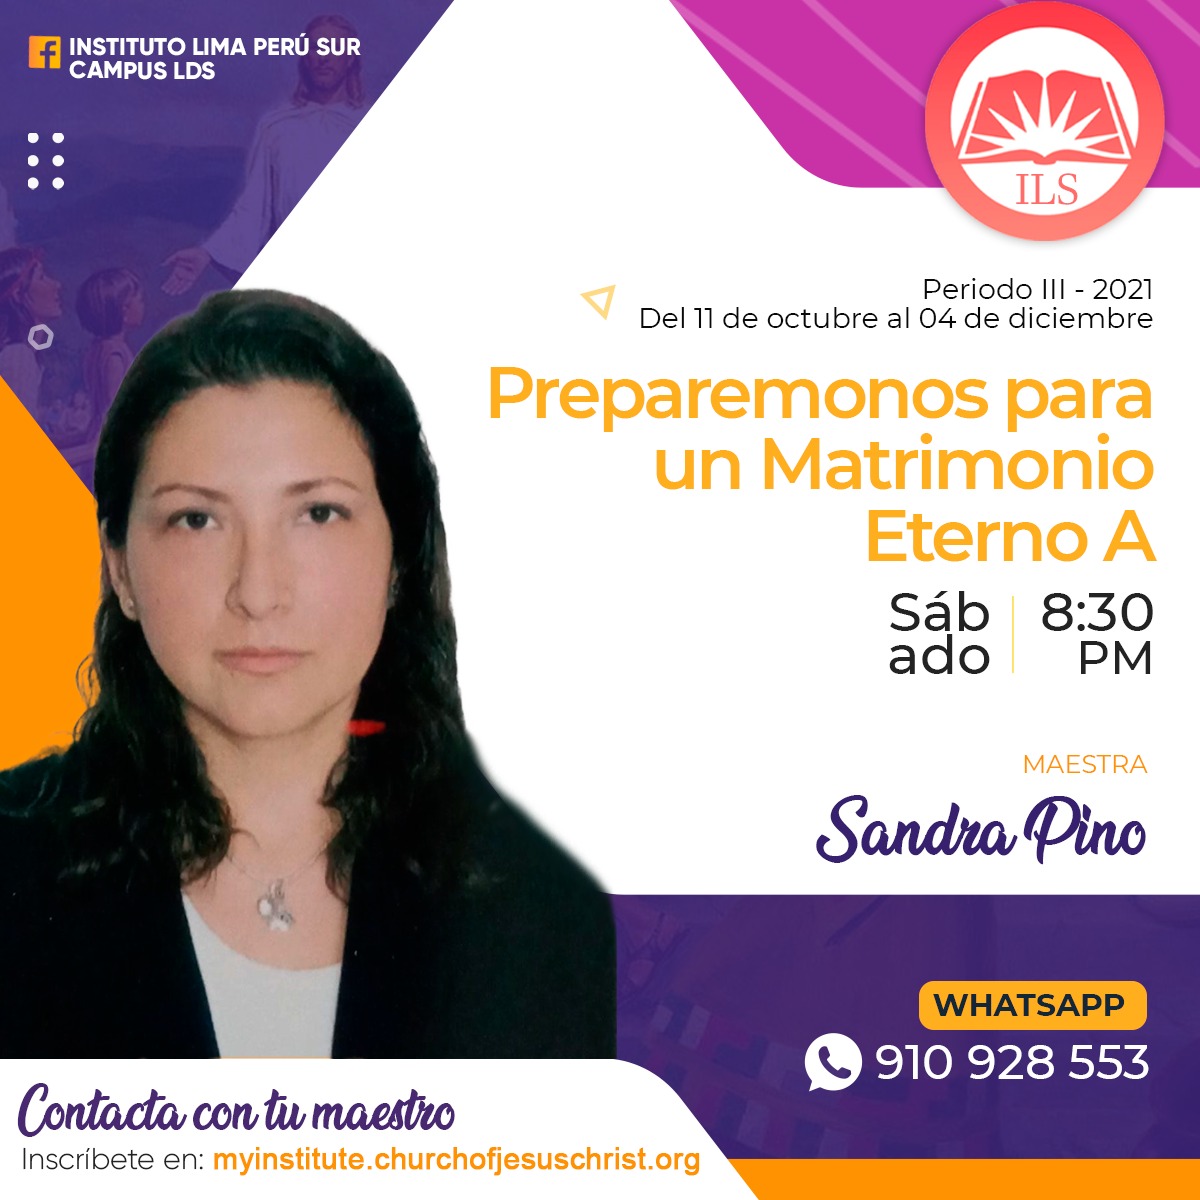 INSTITUTO LIMA PERÚ SUR
CAMPUS LDS
ILS
Periodo III - 2021
Del 11 de octubre al 04 de diciembre
Preparemonos para
un Matrimonio
Eterno A
Sáb
ado
8:30
PM
MAESTRA
Sandra Pino
WHATSAPP
910 928 553
Contacta con tu maestro
Inscríbete en: myinstitute.churchofjesuschrist.org